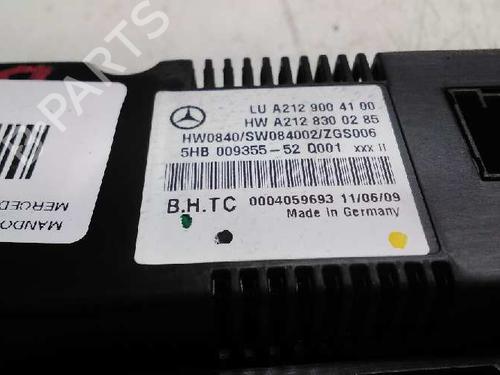 LU A212 900 41 00
HW A212 830 02 85
HW0840/SW084002/ZGS006
5HB 009355-52 Q001 xxx II
B.H.TC 0004059693 11/06/09
Made in Germany
MANDO
MERCED
PARTS